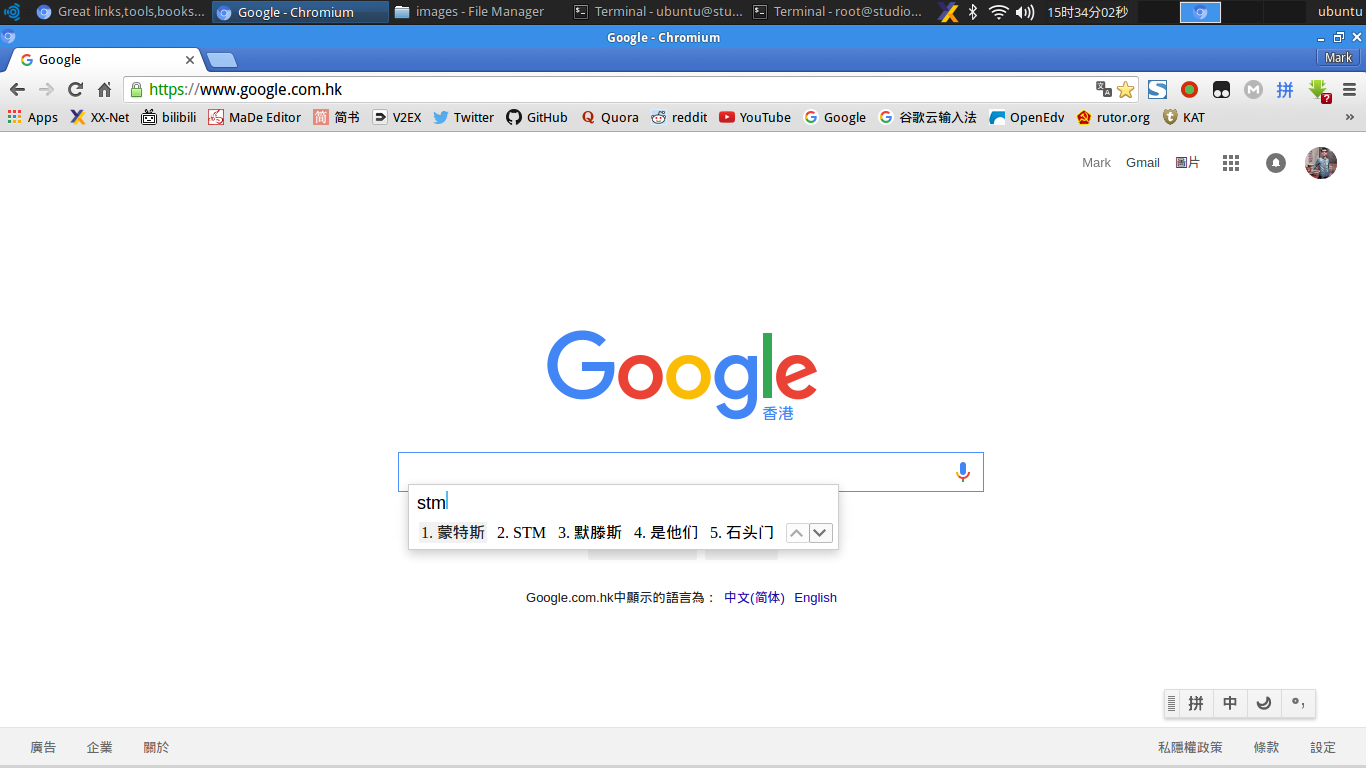 Great links,tools,books... Google - Chromium images - File Manager Terminal - ubuntu@stu... Terminal - root@studio... 15时34分02秒 ubuntu
Google - Chromium
Google Mark
https://www.google.com.hk
Apps XX-Net bilibili MaDe Editor 简书 V2EX Twitter GitHub Quora reddit YouTube Google 谷歌云输入法 OpenEdv rutor.org KAT »
Mark Gmail 圖片
Google
香港
stm
1. 蒙特斯 2. STM 3. 默滕斯 4. 是他们 5. 石头门
Google.com.hk中顯示的語言為： 中文(简体) English
拼 中
廣告 企業 關於 私隱權政策 條款 設定